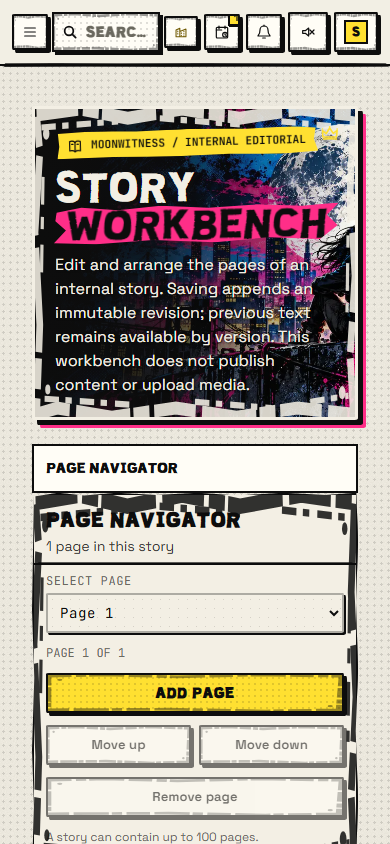 SEARC…
S
MOONWITNESS / INTERNAL EDITORIAL
STORY
WORKBENCH
Edit and arrange the pages of an
internal story. Saving appends an
immutable revision; previous text
remains available by version. This
workbench does not publish
content or upload media.
PAGE NAVIGATOR
PAGE NAVIGATOR
1 page in this story
SELECT PAGE
Page 1
PAGE 1 OF 1
ADD PAGE
Move up
Move down
Remove page
A story can contain up to 100 pages.